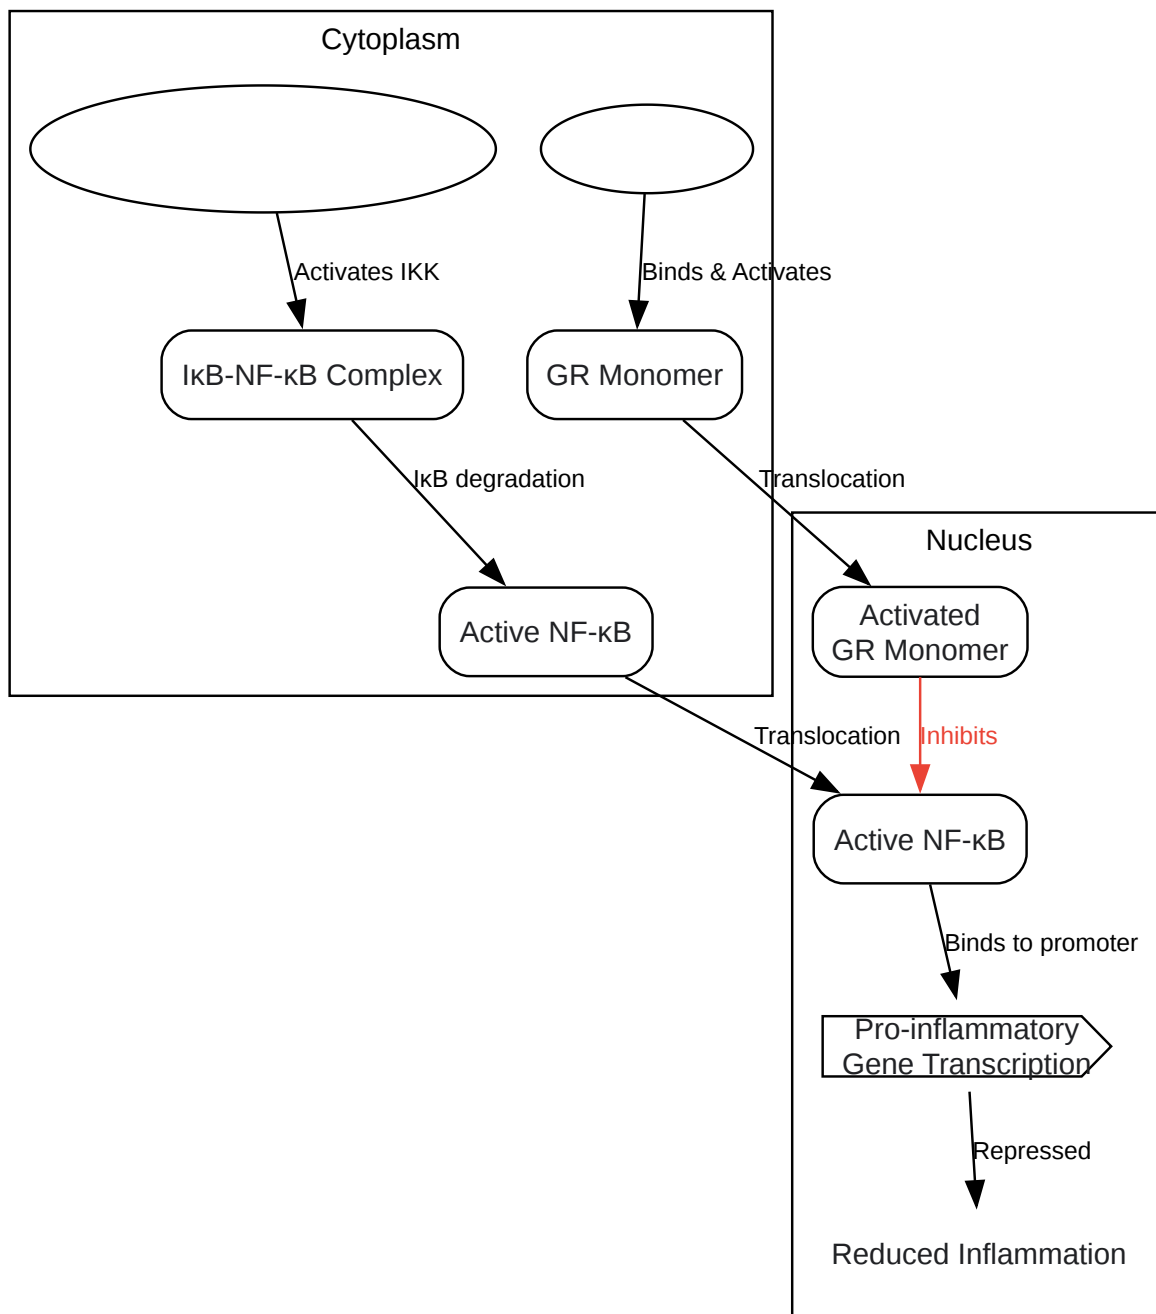 Cytoplasm
Activates IKK
Binds & Activates
IκB-NF-κB Complex
GR Monomer
IκB degradation
Translocation
Nucleus
Active NF-κB
Activated
GR Monomer
Translocation
Inhibits
Active NF-κB
Binds to promoter
Pro-inflammatory
Gene Transcription
Repressed
Reduced Inflammation